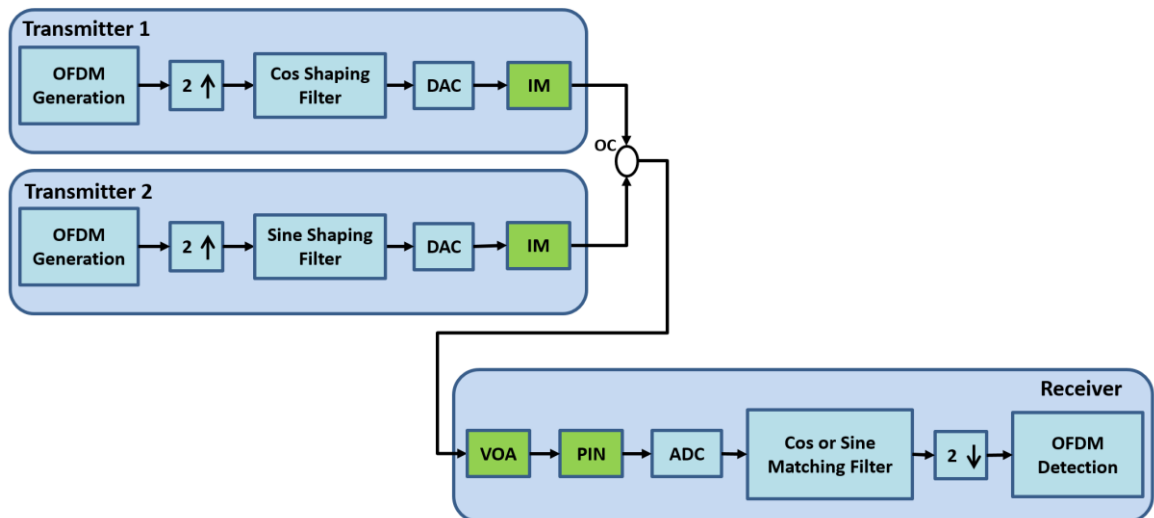 Transmitter 1
OFDM
Generation
2 ↑
Cos Shaping
Filter
DAC
IM
OC
Transmitter 2
OFDM
Generation
2 ↑
Sine Shaping
Filter
DAC
IM
Receiver
VOA
PIN
ADC
Cos or Sine
Matching Filter
2 ↓
OFDM
Detection